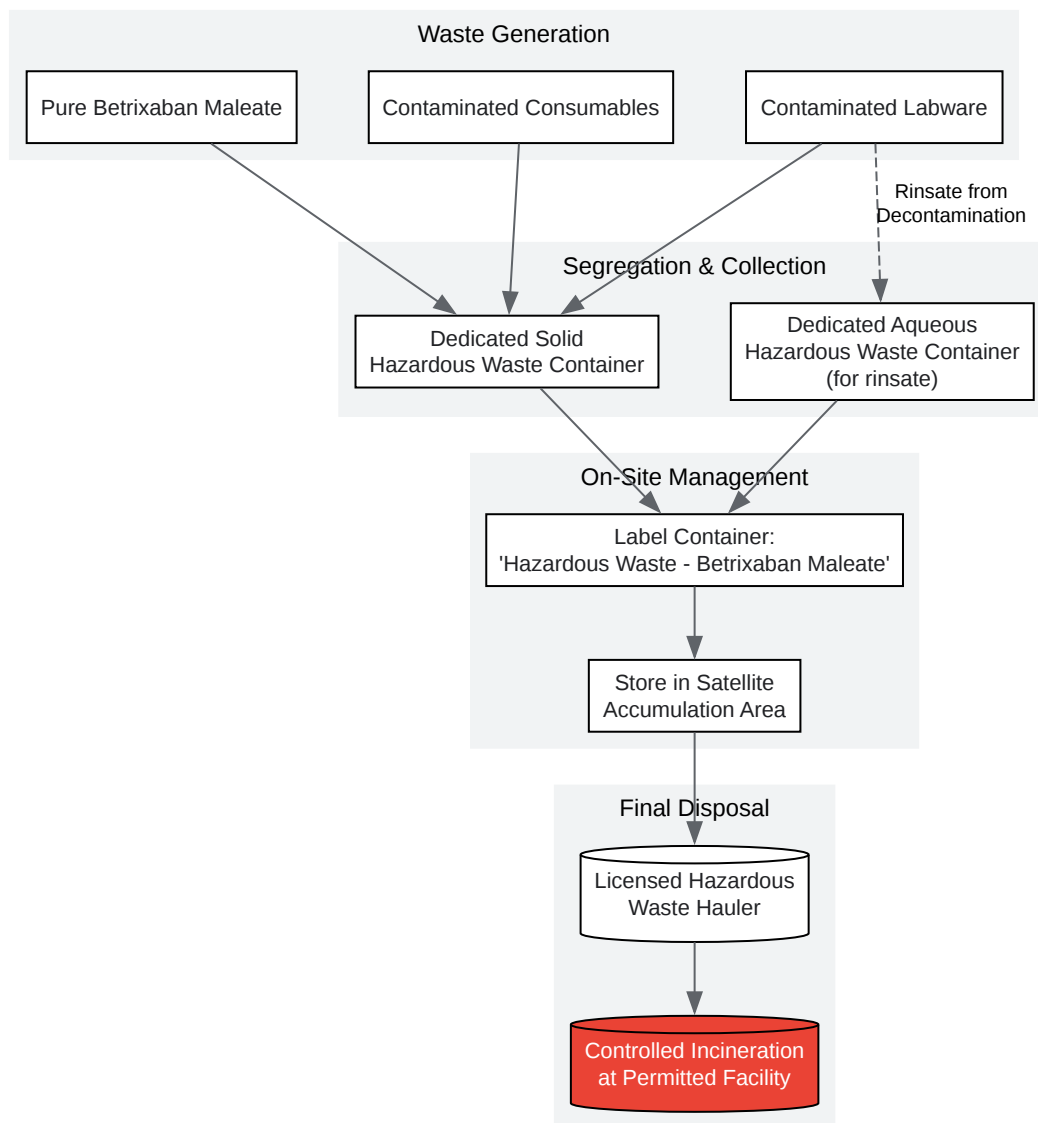 Waste Generation
Pure Betrixaban Maleate
Contaminated Consumables
Contaminated Labware
Rinsate from
Decontamination
Segregation & Collection
Dedicated Solid
Hazardous Waste Container
Dedicated Aqueous
Hazardous Waste Container
(for rinsate)
On-Site Management
Label Container:
'Hazardous Waste - Betrixaban Maleate'
Store in Satellite
Accumulation Area
Final Disposal
Licensed Hazardous
Waste Hauler
Controlled Incineration
at Permitted Facility